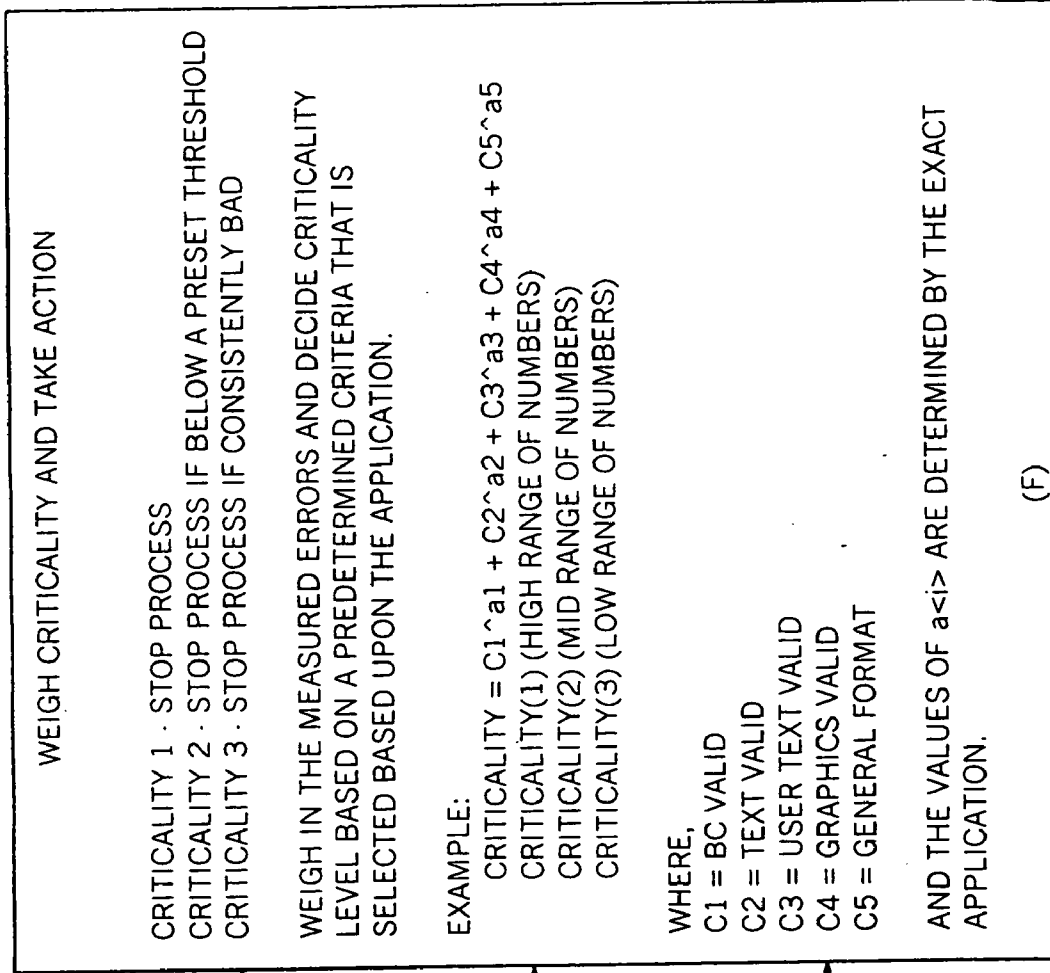 WEIGH CRITICALITY AND TAKE ACTION
CRITICALITY 1 - STOP PROCESS
CRITICALITY 2 - STOP PROCESS IF BELOW A PRESET THRESHOLD
CRITICALITY 3 - STOP PROCESS IF CONSISTENTLY BAD
WEIGH IN THE MEASURED ERRORS AND DECIDE CRITICALITY
LEVEL BASED ON A PREDETERMINED CRITERIA THAT IS
SELECTED BASED UPON THE APPLICATION.
EXAMPLE:
CRITICALITY = C1^a1 + C2^a2 + C3^a3 + C4^a4 + C5^a5
CRITICALITY(1) (HIGH RANGE OF NUMBERS)
CRITICALITY(2) (MID RANGE OF NUMBERS)
CRITICALITY(3) (LOW RANGE OF NUMBERS)
WHERE,
C1 = BC VALID
C2 = TEXT VALID
C3 = USER TEXT VALID
C4 = GRAPHICS VALID
C5 = GENERAL FORMAT
AND THE VALUES OF a<i> ARE DETERMINED BY THE EXACT
APPLICATION.
(F)